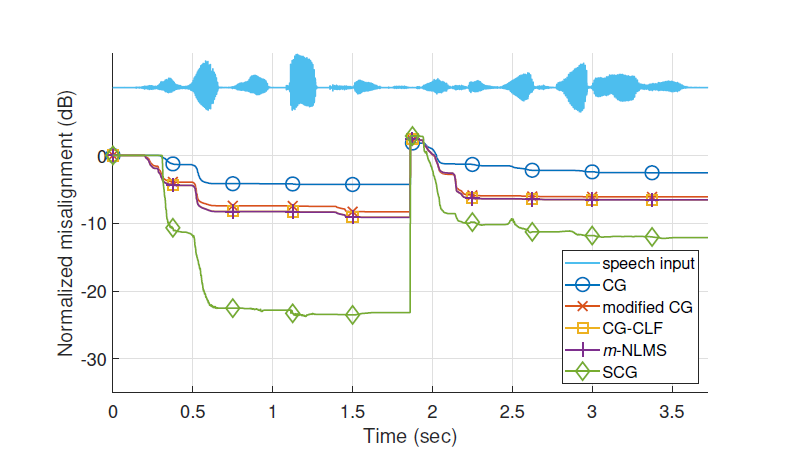 Normalized misalignment (dB)
0
-10
-20
-30
speech input
CG
modified CG
CG-CLF
m-NLMS
SCG
0 0.5 1 1.5 2 2.5 3 3.5
Time (sec)